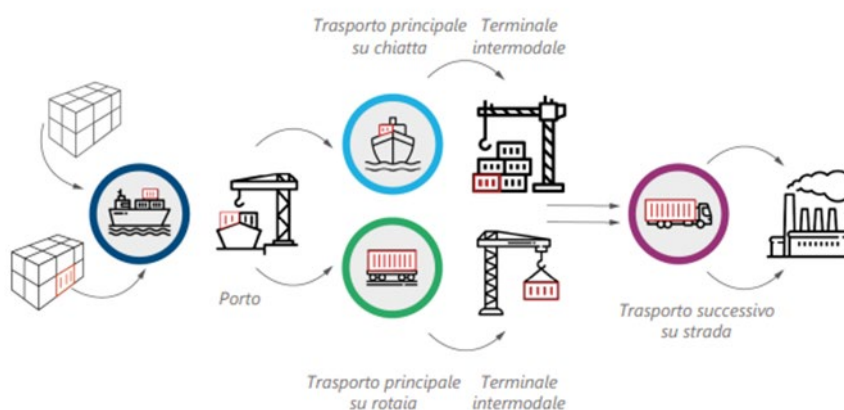 Trasporto principale
su chiatta
Terminale
intermodale
Porto
Trasporto successivo
su strada
Trasporto principale
su rotaia
Terminale
intermodale